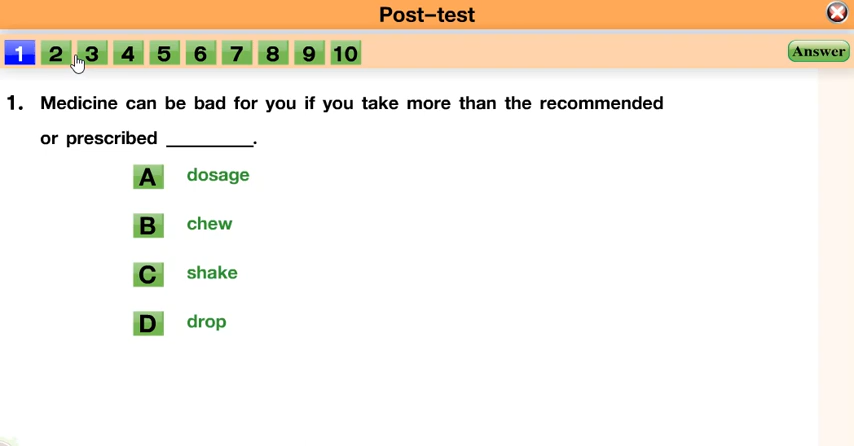 Post-test
1 2 3 4 5 6 7 8 9 10
Answer
1. Medicine can be bad for you if you take more than the recommended
or prescribed _________.
A dosage
B chew
C shake
D drop